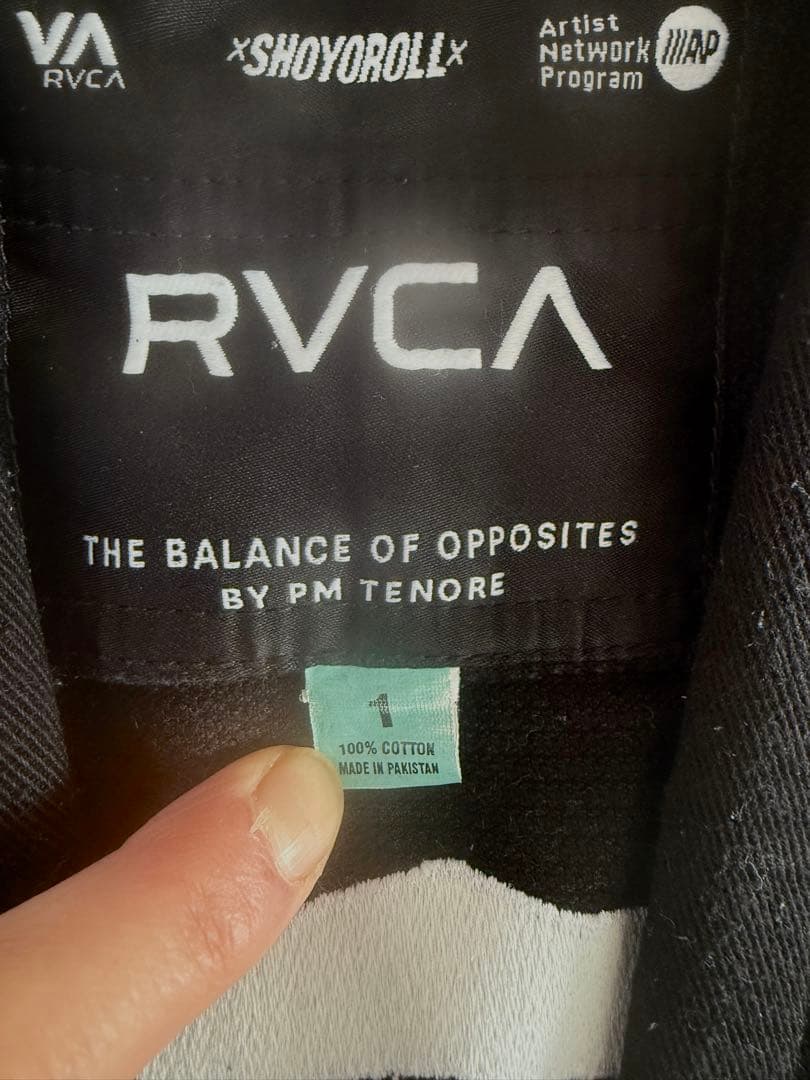 VA
RVCA
xSHOYOROLLx
Artist
Network
Program
ANP
RVCA
THE BALANCE OF OPPOSITES
BY PM TENORE
1
100% COTTON
MADE IN PAKISTAN